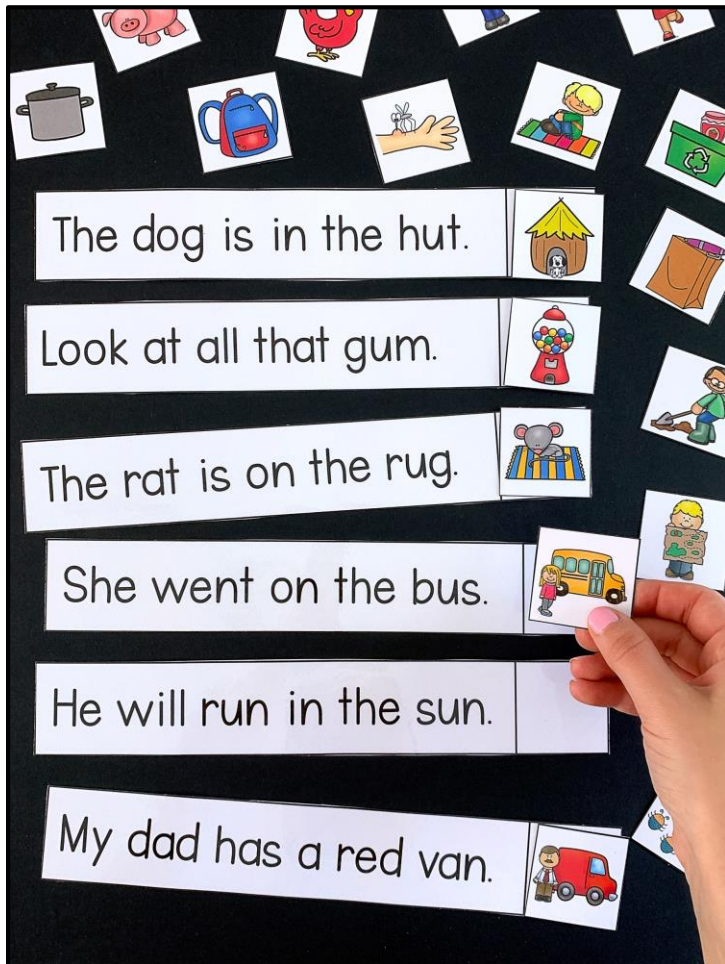 The dog is in the hut.
Look at all that gum.
The rat is on the rug.
She went on the bus.
He will run in the sun.
My dad has a red van.